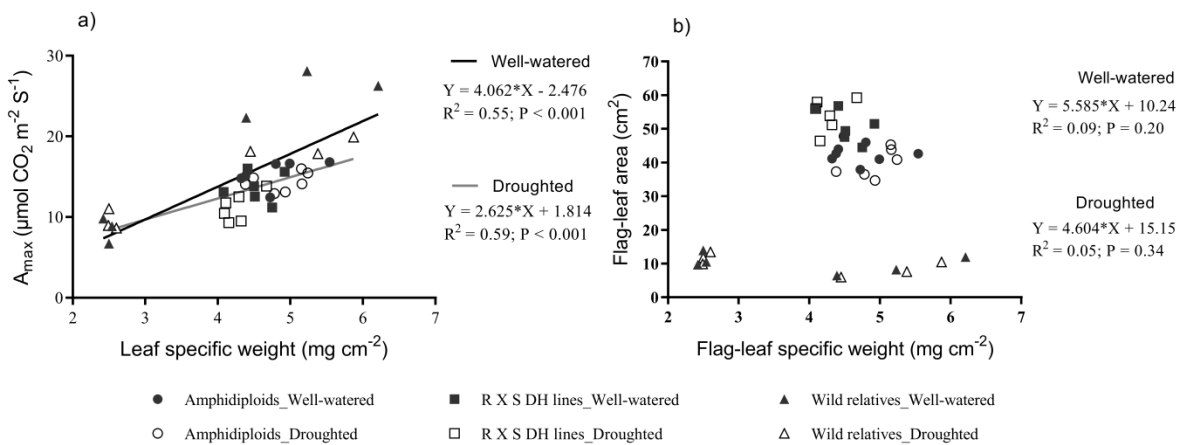 a)
30
20
10
0
2
3
4
5
6
7
A_max (μmol CO₂ m⁻² S⁻¹)
Leaf specific weight (mg cm⁻²)
Well-watered
Y = 4.062*X - 2.476
R² = 0.55; P < 0.001
Droughted
Y = 2.625*X + 1.814
R² = 0.59; P < 0.001
b)
70
60
50
40
30
20
10
0
2
3
4
5
6
7
Flag-leaf area (cm²)
Flag-leaf specific weight (mg cm⁻²)
Well-watered
Y = 5.585*X + 10.24
R² = 0.09; P = 0.20
Droughted
Y = 4.604*X + 15.15
R² = 0.05; P = 0.34
Amphidiploids_Well-watered
R X S DH lines_Well-watered
Wild relatives_Well-watered
Amphidiploids_Droughted
R X S DH lines_Droughted
Wild relatives_Droughted